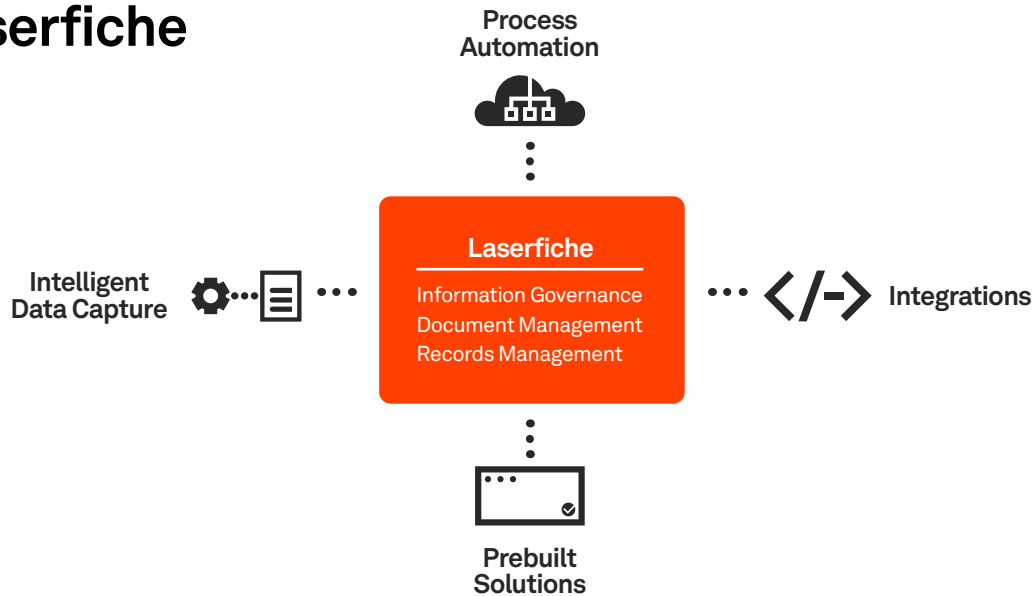 serfiche
Process
Automation
Laserfiche
Information Governance
Document Management
Records Management
Intelligent
Data Capture
Integrations
Prebuilt
Solutions